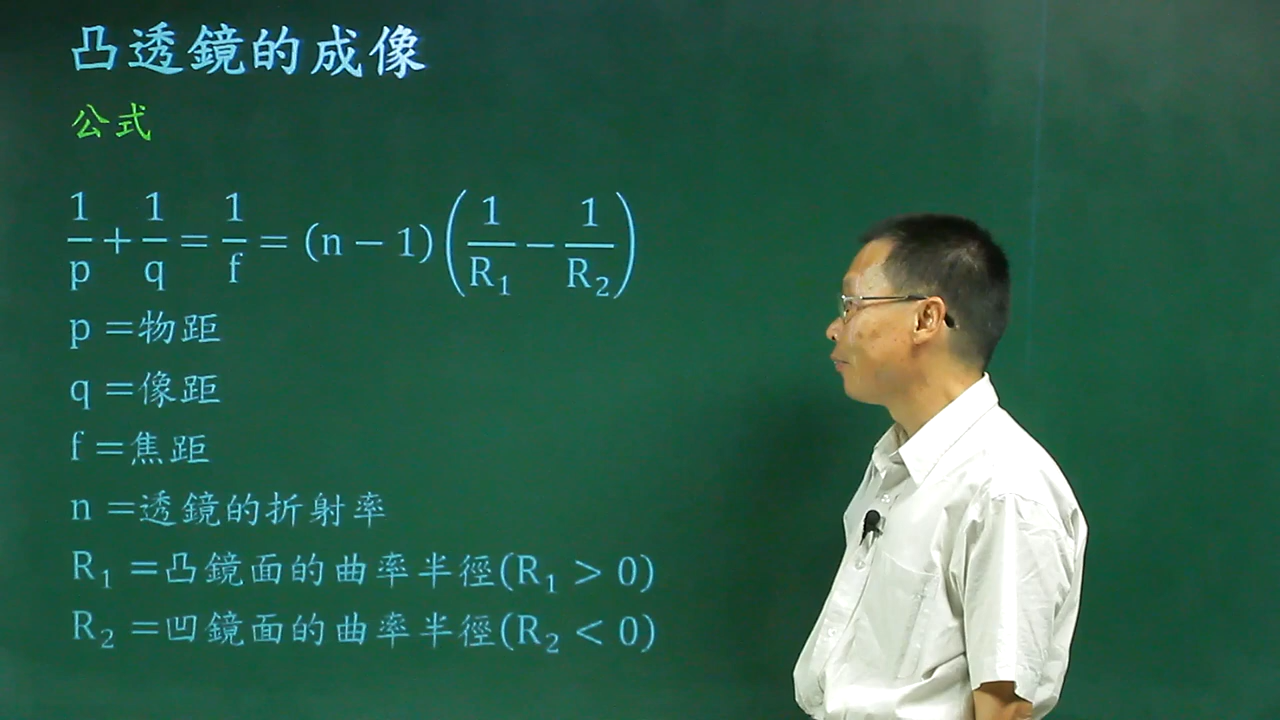 凸透鏡的成像
公式
1/p + 1/q = 1/f = (n − 1)(1/R₁ − 1/R₂)
p =物距
q =像距
f =焦距
n =透鏡的折射率
R₁ =凸鏡面的曲率半徑(R₁ > 0)
R₂ =凹鏡面的曲率半徑(R₂ < 0)